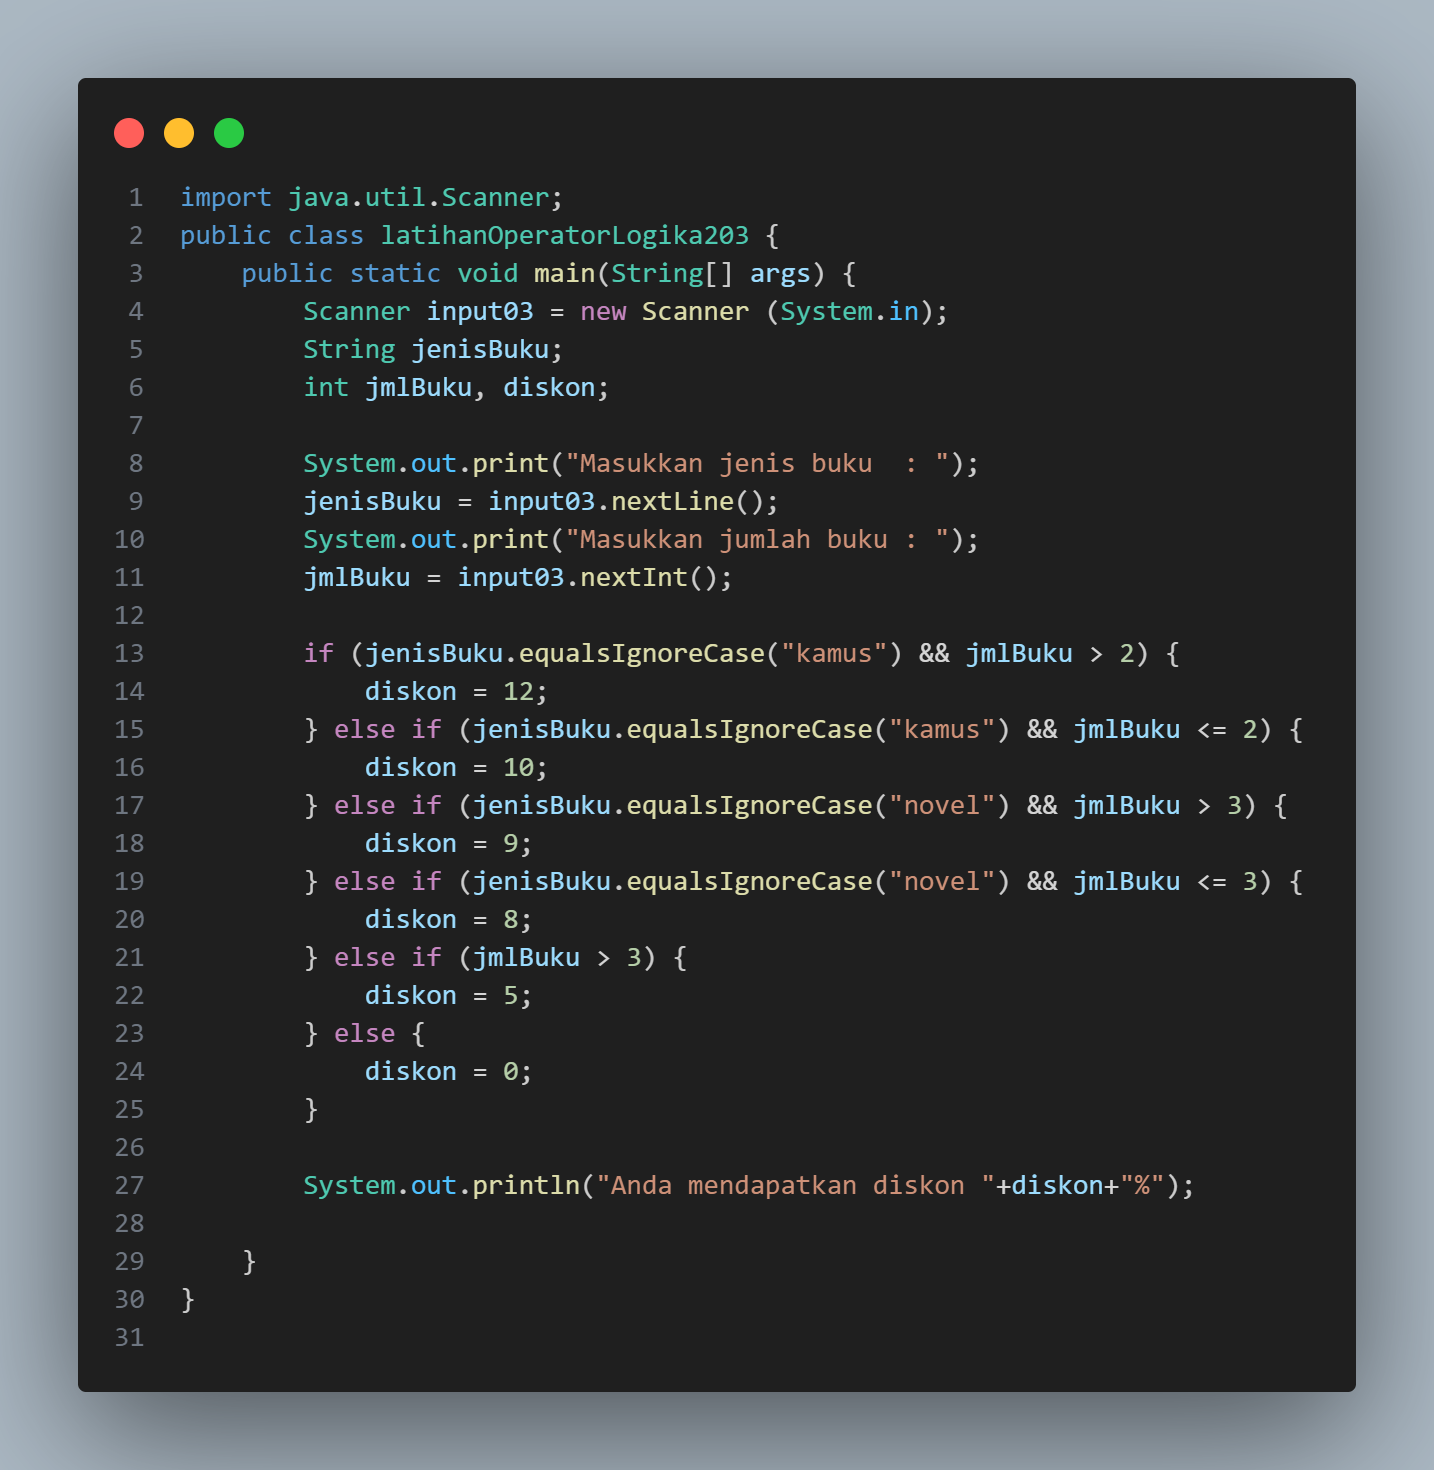 1 import java.util.Scanner;
2 public class latihanOperatorLogika203 {
3     public static void main(String[] args) {
4         Scanner input03 = new Scanner (System.in);
5         String jenisBuku;
6         int jmlBuku, diskon;
7
8         System.out.print("Masukkan jenis buku  : ");
9         jenisBuku = input03.nextLine();
10         System.out.print("Masukkan jumlah buku : ");
11         jmlBuku = input03.nextInt();
12
13         if (jenisBuku.equalsIgnoreCase("kamus") && jmlBuku > 2) {
14             diskon = 12;
15         } else if (jenisBuku.equalsIgnoreCase("kamus") && jmlBuku <= 2) {
16             diskon = 10;
17         } else if (jenisBuku.equalsIgnoreCase("novel") && jmlBuku > 3) {
18             diskon = 9;
19         } else if (jenisBuku.equalsIgnoreCase("novel") && jmlBuku <= 3) {
20             diskon = 8;
21         } else if (jmlBuku > 3) {
22             diskon = 5;
23         } else {
24             diskon = 0;
25         }
26
27         System.out.println("Anda mendapatkan diskon "+diskon+"%");
28
29     }
30 }
31